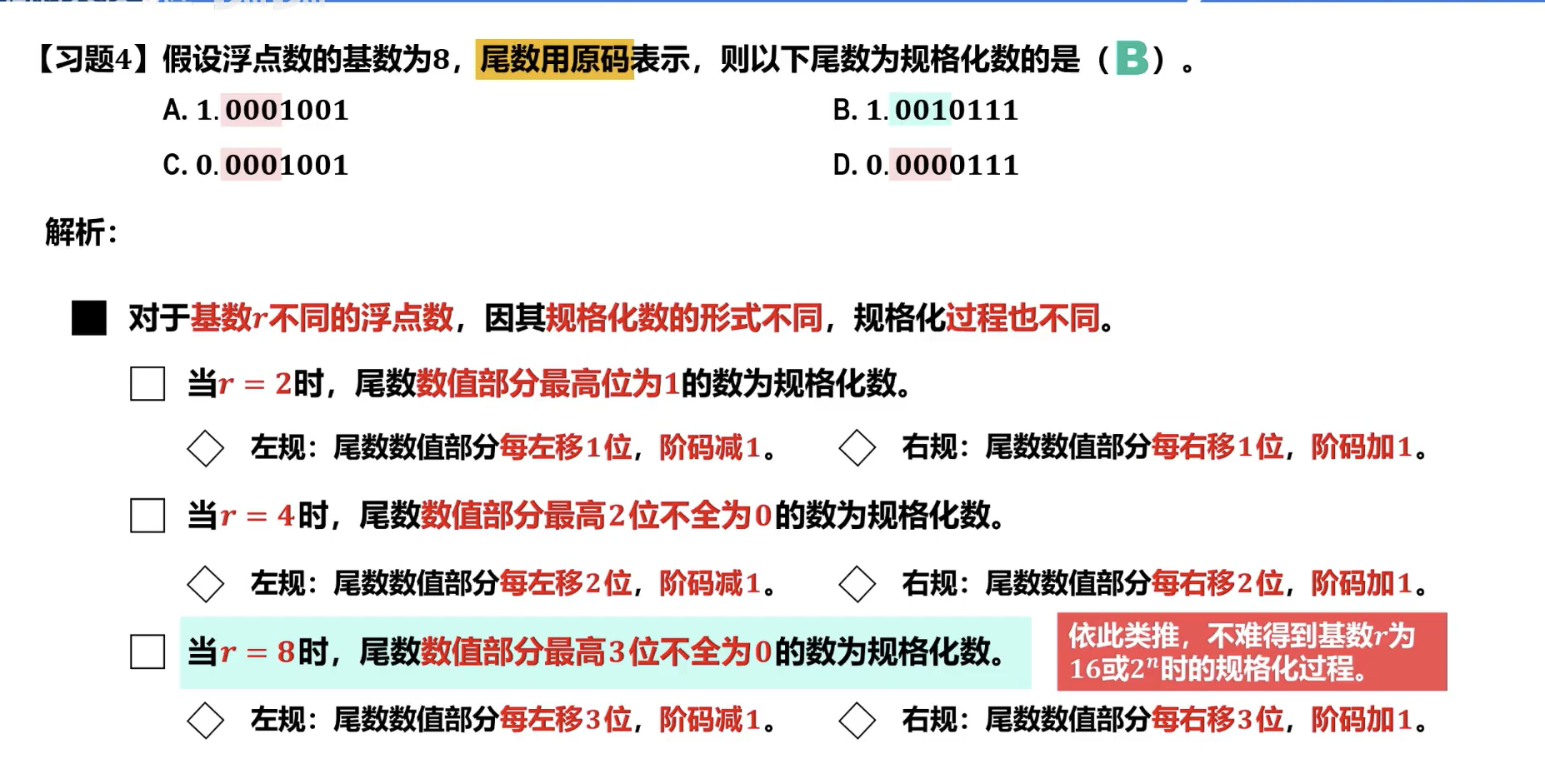 【习题4】假设浮点数的基数为8，尾数用原码表示，则以下尾数为规格化数的是（B）。
A. 1.0001001 B. 1.0010111
C. 0.0001001 D. 0.0000111
解析：
对于基数r不同的浮点数，因其规格化数的形式不同，规格化过程也不同。
当r = 2时，尾数数值部分最高位为1的数为规格化数。
左规：尾数数值部分每左移1位，阶码减1。 右规：尾数数值部分每右移1位，阶码加1。
当r = 4时，尾数数值部分最高2位不全为0的数为规格化数。
左规：尾数数值部分每左移2位，阶码减1。 右规：尾数数值部分每右移2位，阶码加1。
当r = 8时，尾数数值部分最高3位不全为0的数为规格化数。
依此类推，不难得到基数r为
16或2ⁿ时的规格化过程。
左规：尾数数值部分每左移3位，阶码减1。 右规：尾数数值部分每右移3位，阶码加1。